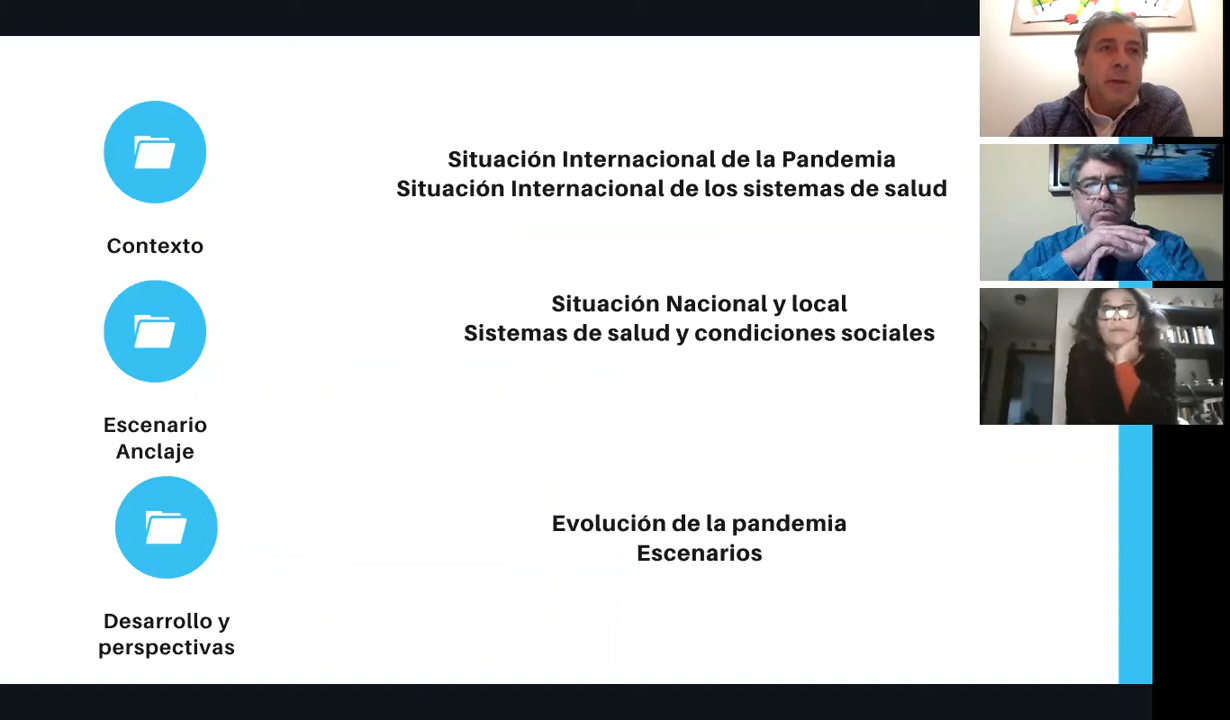 Situación Internacional de la Pandemia
Situación Internacional de los sistemas de salud
Contexto
Situación Nacional y local
Sistemas de salud y condiciones sociales
Escenario
Anclaje
Evolución de la pandemia
Escenarios
Desarrollo y
perspectivas